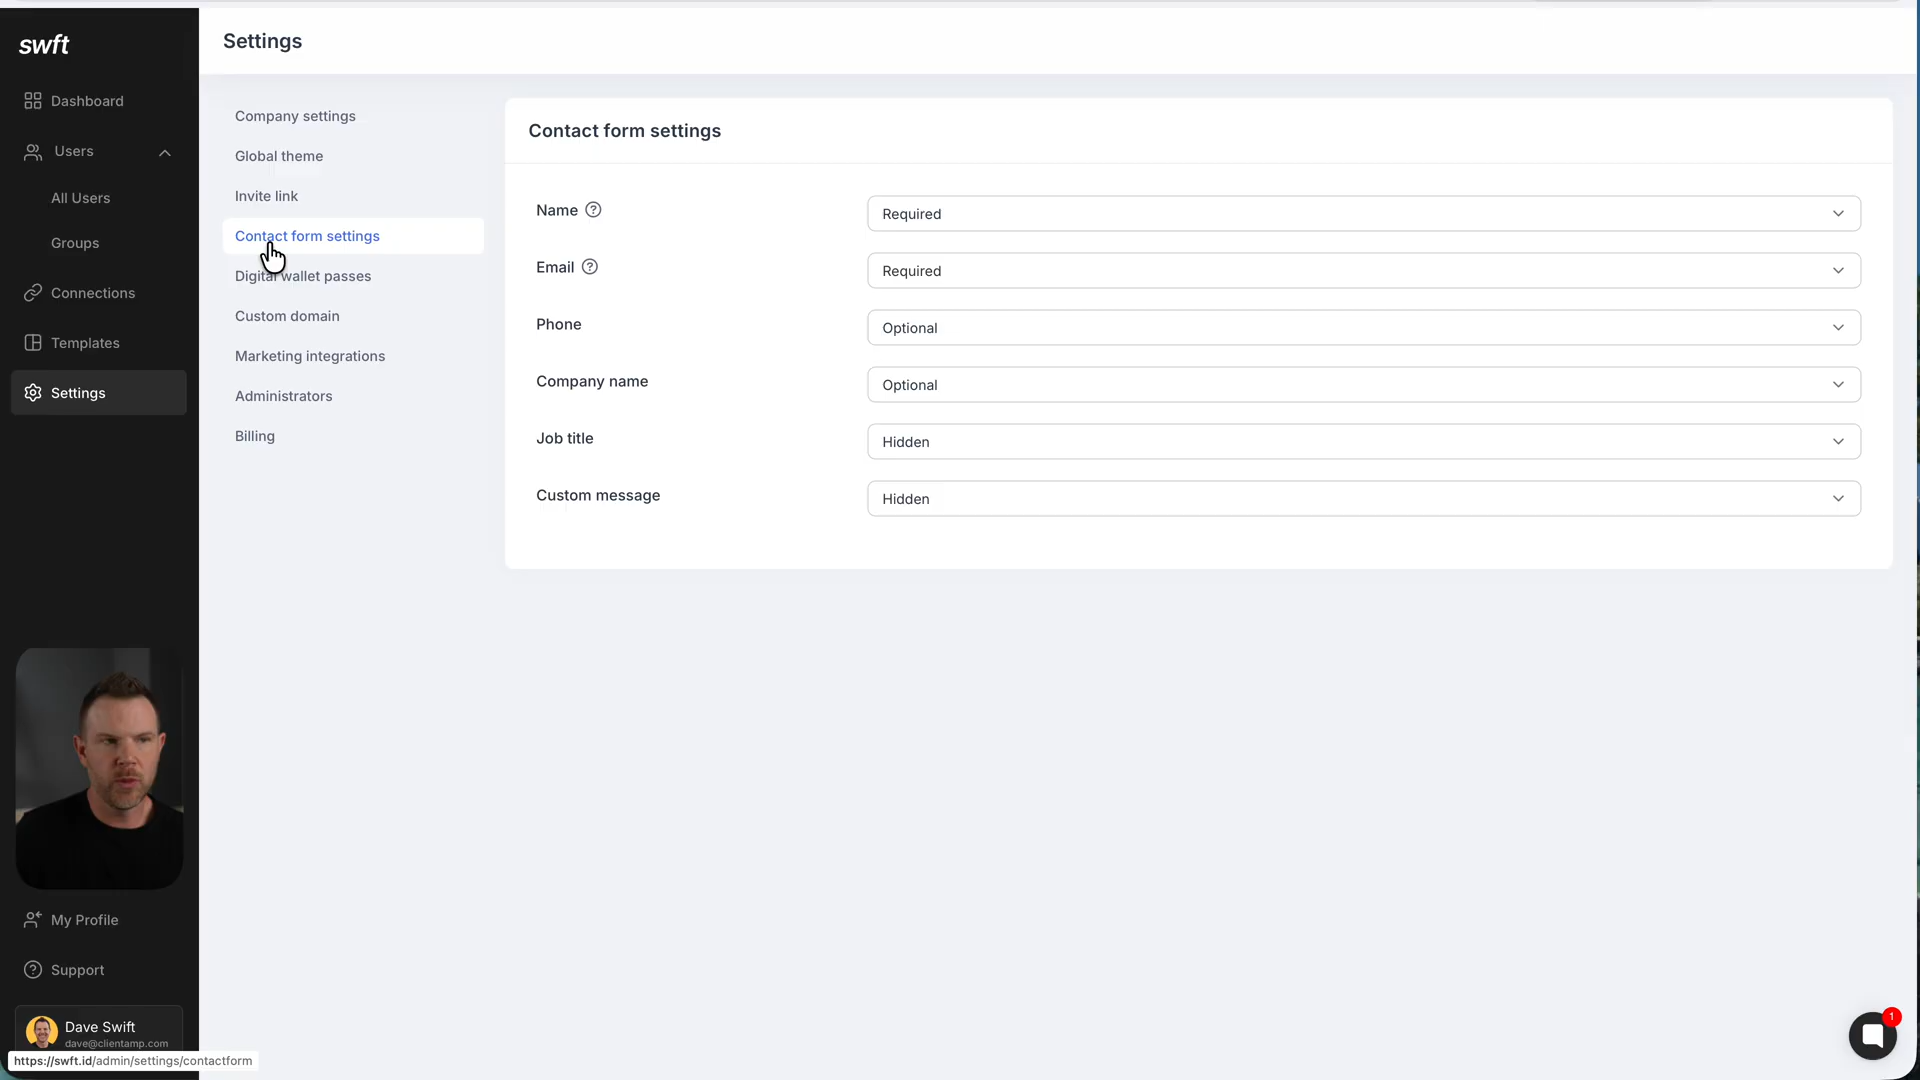 swft
Settings
Dashboard
Users
All Users
Groups
Connections
Templates
Settings
Company settings
Global theme
Invite link
Contact form settings
Digital wallet passes
Custom domain
Marketing integrations
Administrators
Billing
Contact form settings
Name
Required
Email
Required
Phone
Optional
Company name
Optional
Job title
Hidden
Custom message
Hidden
My Profile
Support
Dave Swift
dave@clientamp.com
https://swft.id/admin/settings/contactform
1